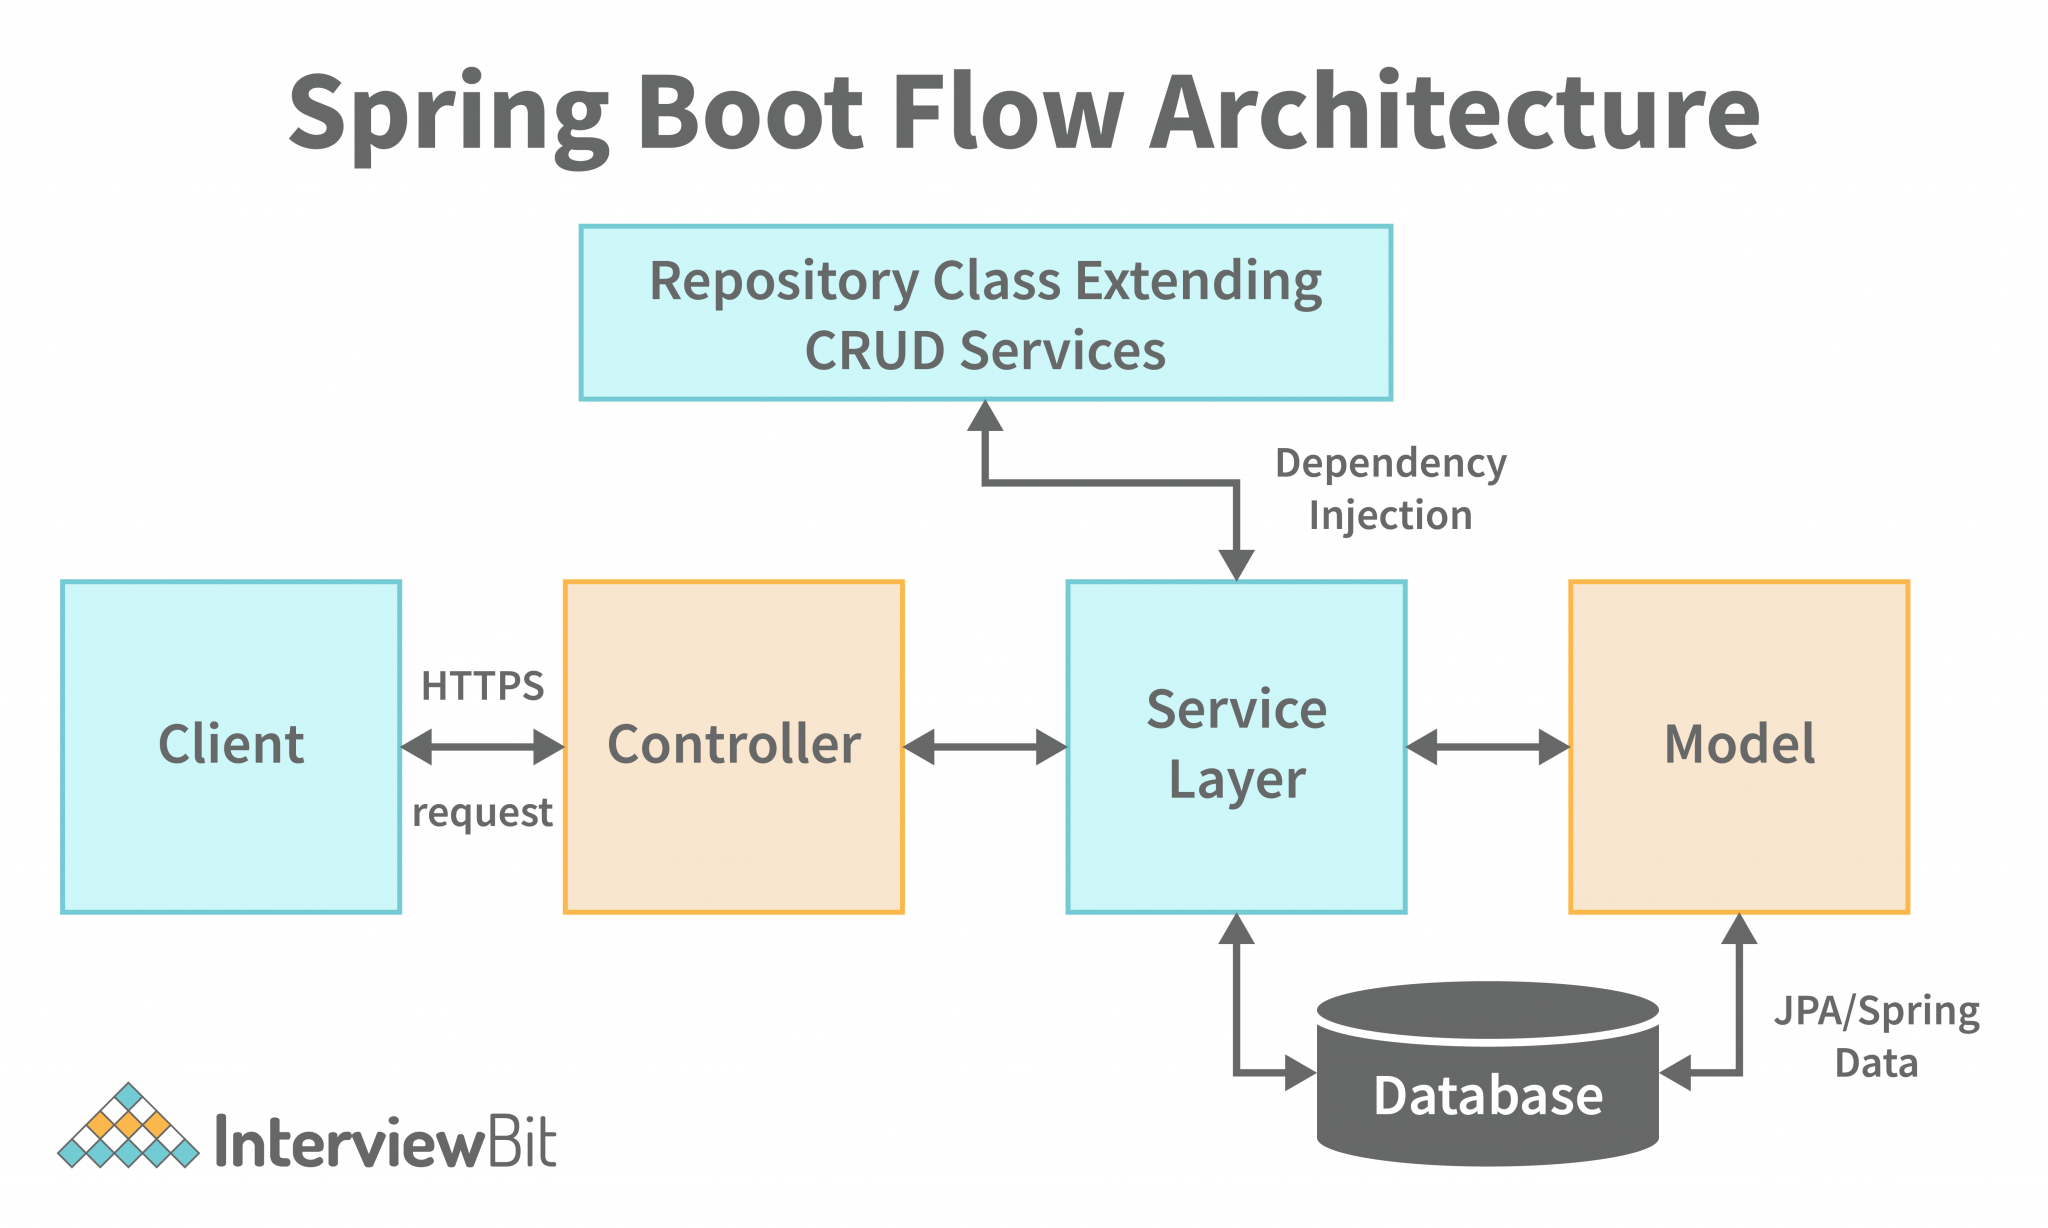 Spring Boot Flow Architecture
Repository Class Extending
CRUD Services
Dependency
Injection
Client
HTTPS
request
Controller
Service
Layer
Model
JPA/Spring
Data
Database
InterviewBit